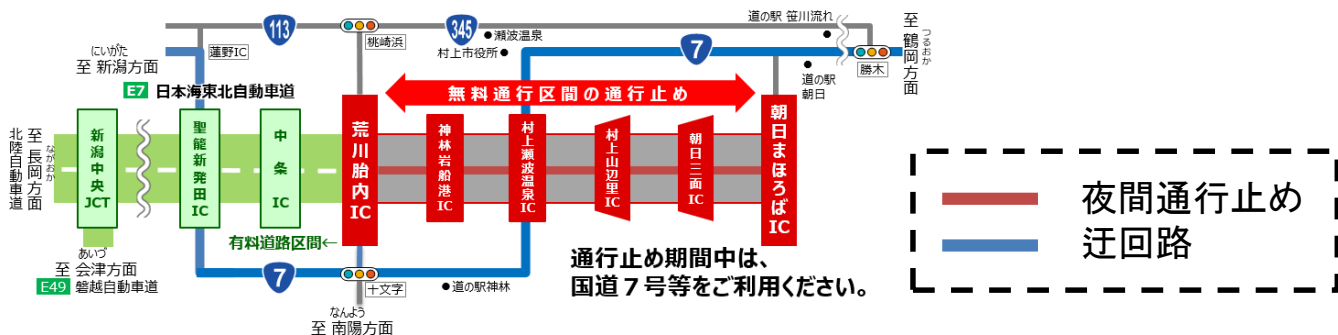 113
345
道の駅 笹川流れ
瀬波温泉
桃崎浜
村上市役所
7
至 鶴岡方面
つるおか
勝木
道の駅
朝日
にいがた
至 新潟方面
蓮野IC
E7 日本海東北自動車道
無料通行区間の通行止め
至 長岡方面
ながおか
北陸自動車道
新潟中央JCT
聖籠新発田IC
中条IC
荒川胎内IC
神林岩船港IC
村上瀬波温泉IC
村上山辺里IC
朝日三面IC
朝日まほろばIC
有料道路区間←
あいづ
至 会津方面
E49 磐越自動車道
7
十文字
道の駅神林
なんよう
至 南陽方面
通行止め期間中は、
国道７号等をご利用ください。
夜間通行止め
迂回路